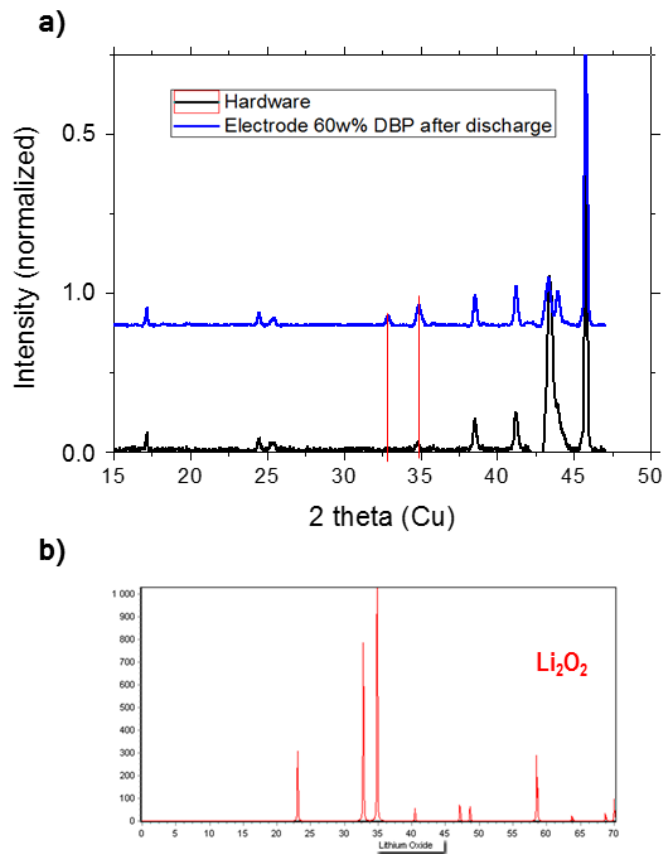 a)
Hardware
Electrode 60w% DBP after discharge
Intensity (normalized)
0.5
1.0
0.0
15 20 25 30 35 40 45 50
2 theta (Cu)
b)
1 000
900
800
700
600
500
400
300
200
100
0
Li₂O₂
0 5 10 15 20 25 30 35 40 45 50 55 60 65 70
Lithium Oxide